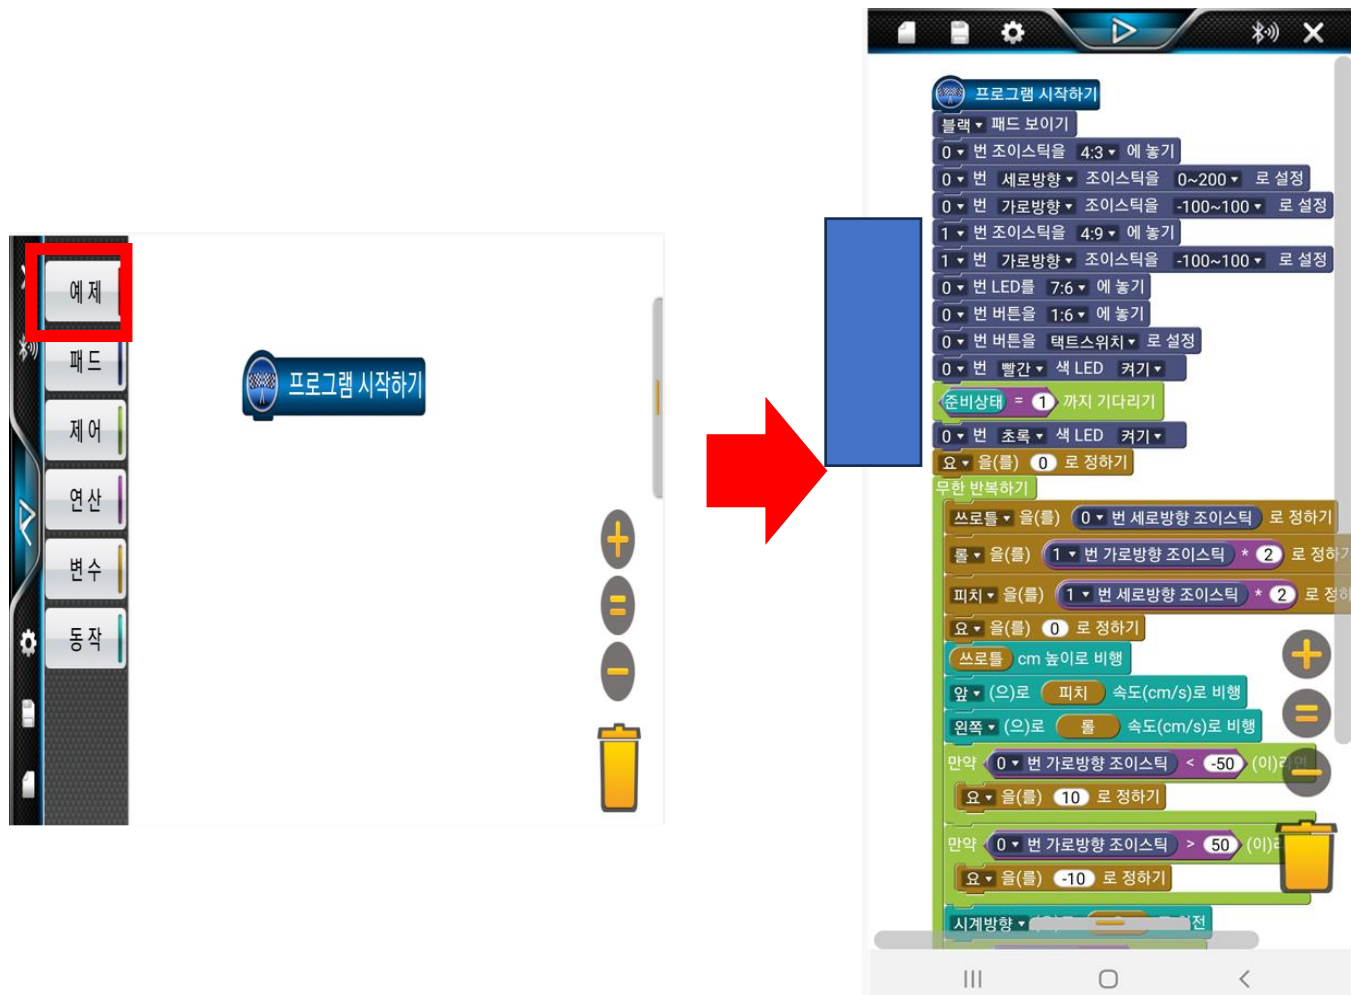 예제
패드
제어
연산
변수
동작
프로그램 시작하기
프로그램 시작하기
블랙 패드 보이기
0 번 조이스틱을 4:3 에 놓기
0 번 세로방향 조이스틱을 0~200 로 설정
0 번 가로방향 조이스틱을 -100~100 로 설정
1 번 조이스틱을 4:9 에 놓기
1 번 가로방향 조이스틱을 -100~100 로 설정
0 번 LED를 7:6 에 놓기
0 번 버튼을 1:6 에 놓기
0 번 버튼을 택트스위치 로 설정
0 번 빨간 색 LED 켜기
준비상태 = 1 까지 기다리기
0 번 초록 색 LED 켜기
요 을(를) 0 로 정하기
무한 반복하기
쓰로틀 을(를) 0 번 세로방향 조이스틱 로 정하기
롤 을(를) 1 번 가로방향 조이스틱 * 2 로 정하기
피치 을(를) 1 번 세로방향 조이스틱 * 2 로 정하
요 을(를) 0 로 정하기
쓰로틀 cm 높이로 비행
앞 (으)로 피치 속도(cm/s)로 비행
왼쪽 (으)로 롤 속도(cm/s)로 비행
만약 0 번 가로방향 조이스틱 < -50 (이)라면
요 을(를) 10 로 정하기
만약 0 번 가로방향 조이스틱 > 50 (이)라
요 을(를) -10 로 정하기
시계방향